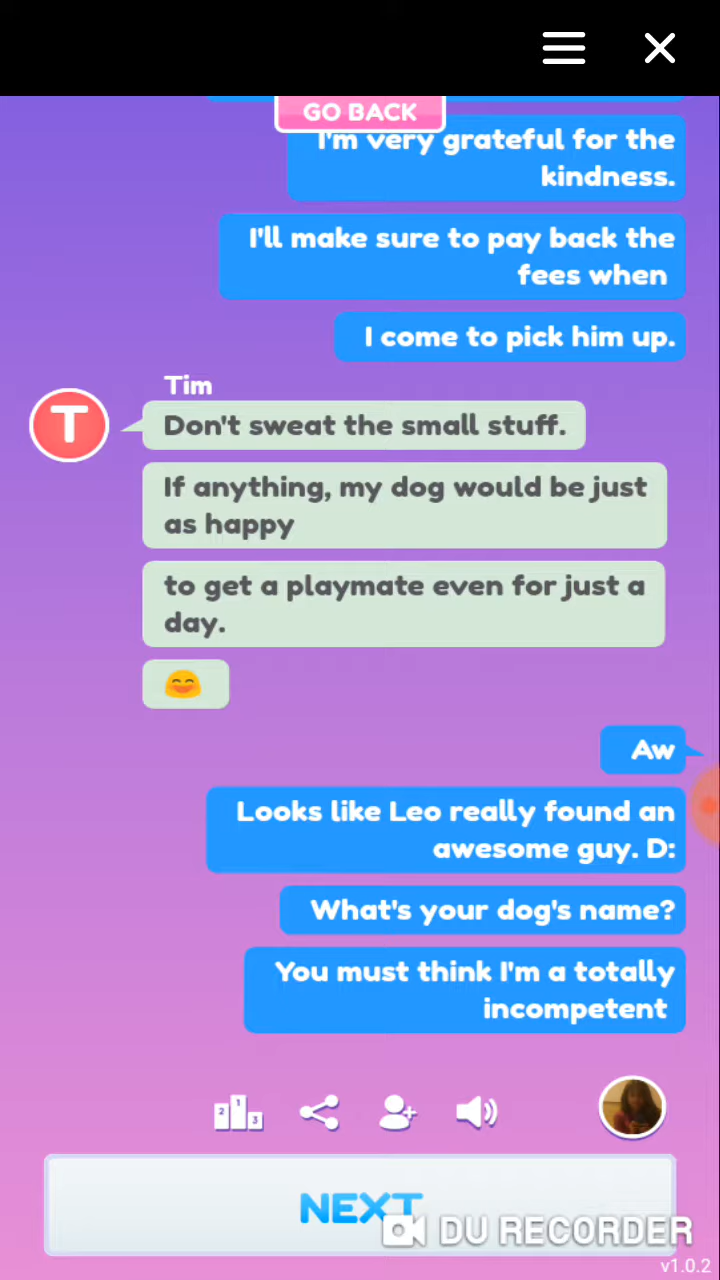 GO BACK
I'm very grateful for the
kindness.
I'll make sure to pay back the
fees when
I come to pick him up.
Tim
T
Don't sweat the small stuff.
If anything, my dog would be just
as happy
to get a playmate even for just a
day.
Aw
Looks like Leo really found an
awesome guy. D:
What's your dog's name?
You must think I'm a totally
incompetent
2 1 3
NEXT
DU RECORDER
v1.0.2